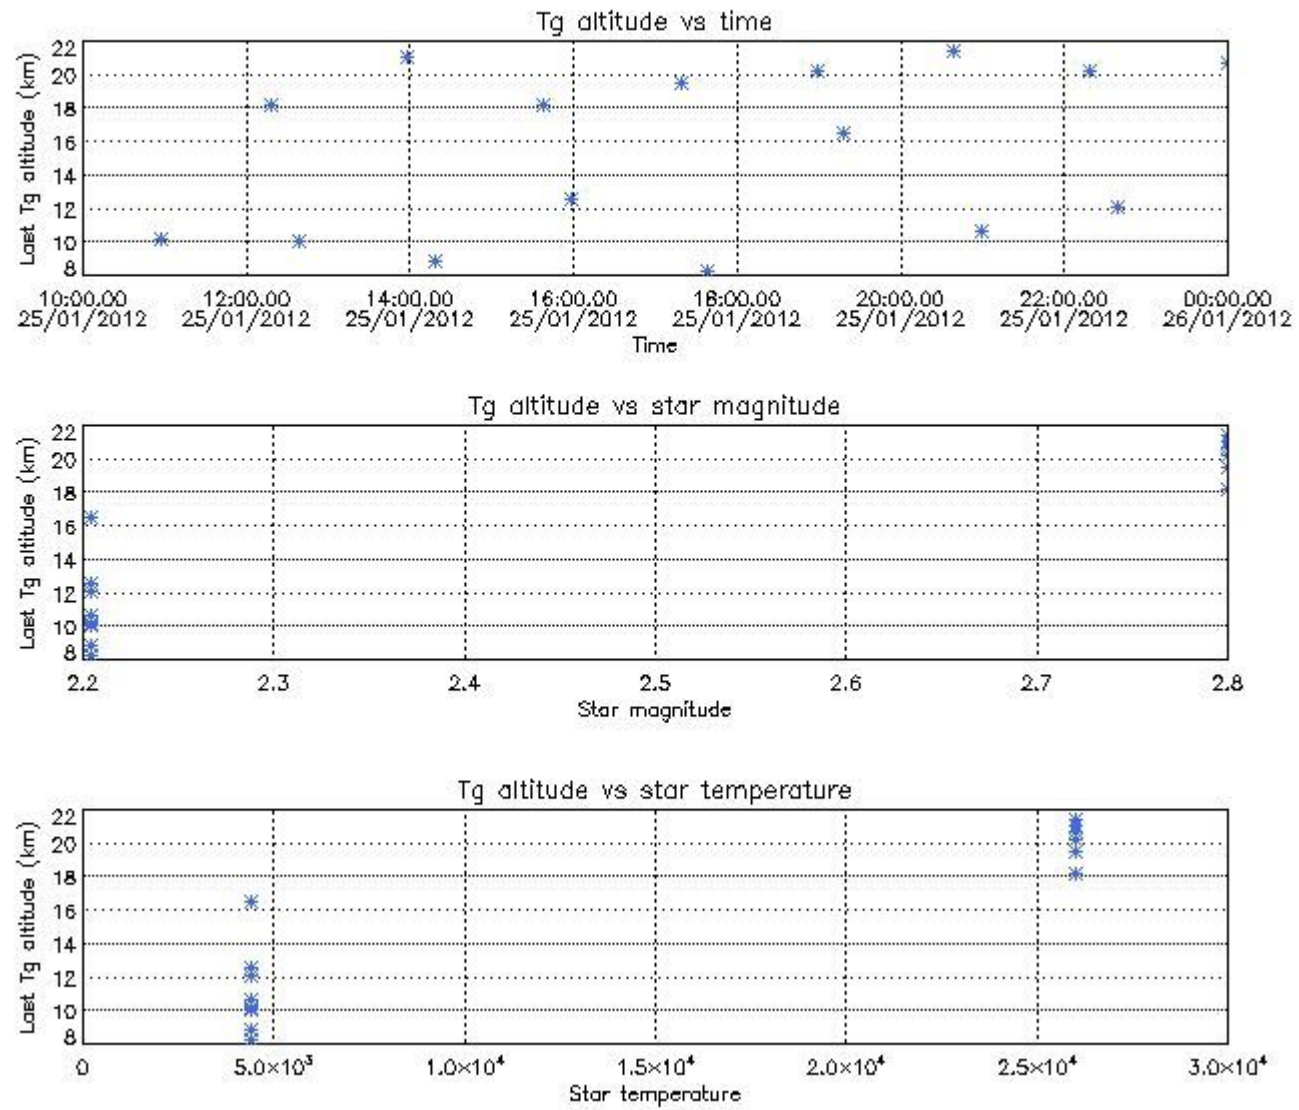 Tg altitude vs time
Last Tg altitude (km)
22
20
18
16
14
12
10
8
10:00.00 12:00.00 14:00.00 16:00.00 18:00.00 20:00.00 22:00.00 00:00.00
25/01/2012 25/01/2012 25/01/2012 25/01/2012 25/01/2012 25/01/2012 25/01/2012 26/01/2012
Time
Tg altitude vs star magnitude
Last Tg altitude (km)
22
20
18
16
14
12
10
8
2.2 2.3 2.4 2.5 2.6 2.7 2.8
Star magnitude
Tg altitude vs star temperature
Last Tg altitude (km)
22
20
18
16
14
12
10
8
0 5.0×10³ 1.0×10⁴ 1.5×10⁴ 2.0×10⁴ 2.5×10⁴ 3.0×10⁴
Star temperature